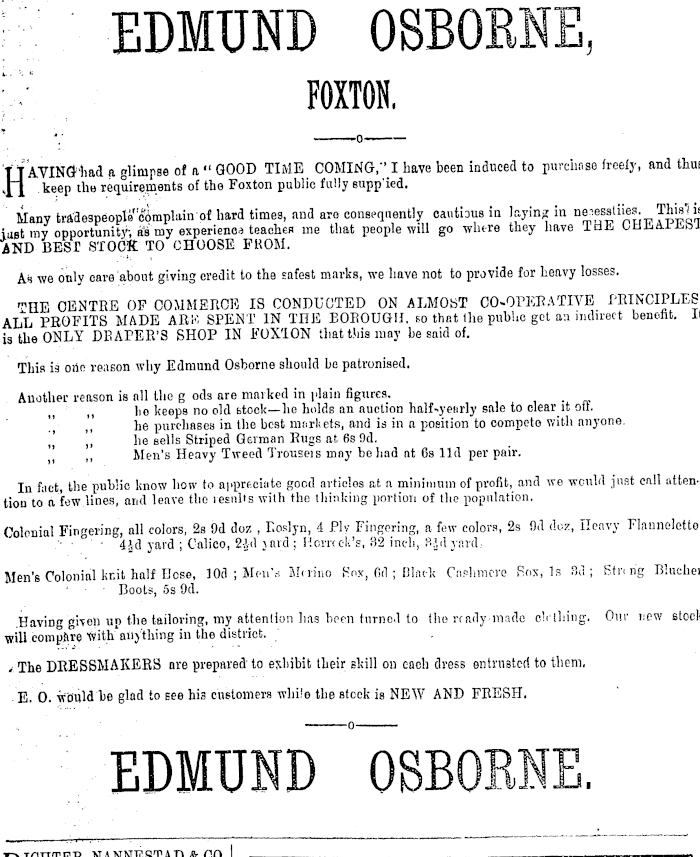 EDMUND OSBORNE,
FOXTON.
HAVING had a glimpse of a "GOOD TIME COMING," I have been induced to purchase freely, and thus
keep the requirements of the Foxton public fully supp'ied.
Many tradespeople complain of hard times, and are consequently cautious in laying in necessities. This is
just my opportunity, as my experience teaches me that people will go where they have THE CHEAPEST
AND BEST STOCK TO CHOOSE FROM.
As we only care about giving credit to the safest marks, we have not to provide for heavy losses.
THE CENTRE OF COMMERCE IS CONDUCTED ON ALMOST CO-OPERATIVE PRINCIPLES
ALL PROFITS MADE ARE SPENT IN THE BOROUGH, so that the public get an indirect benefit. It
is the ONLY DRAPER'S SHOP IN FOXTON that this may be said of.
This is one reason why Edmund Osborne should be patronised.
Another reason is all the g ods are marked in plain figures.
,, ,, he keeps no old stock—he holds an auction half-yearly sale to clear it off.
,, ,, he purchases in the best markets, and is in a position to compete with anyone.
,, ,, he sells Striped German Rugs at 6s 9d.
,, ,, Men's Heavy Tweed Trousers may be had at 6s 11d per pair.
In fact, the public know how to appreciate good articles at a minimum of profit, and we would just call atten-
tion to a few lines, and leave the results with the thinking portion of the population.
Colonial Fingering, all colors, 2s 9d doz , Roslyn, 4 Ply Fingering, a few colors, 2s 9d doz, Heavy Flannelette
4½d yard ; Calico, 2½d yard ; Horrock's, 32 inch, yard.
Men's Colonial knit half Hose, 10d ; Men's Merino Sox, 6d ; Black Cashmere Sox, 1s 3d ; Strong Blucher
Boots, 5s 9d.
Having given up the tailoring, my attention has been turned to the ready-made clothing. Our new stock
will compare with anything in the district.
The DRESSMAKERS are prepared to exhibit their skill on each dress entrusted to them.
E. O. would be glad to see his customers while the stock is NEW AND FRESH.
EDMUND OSBORNE.
RICHTER, NANNESTAD & CO